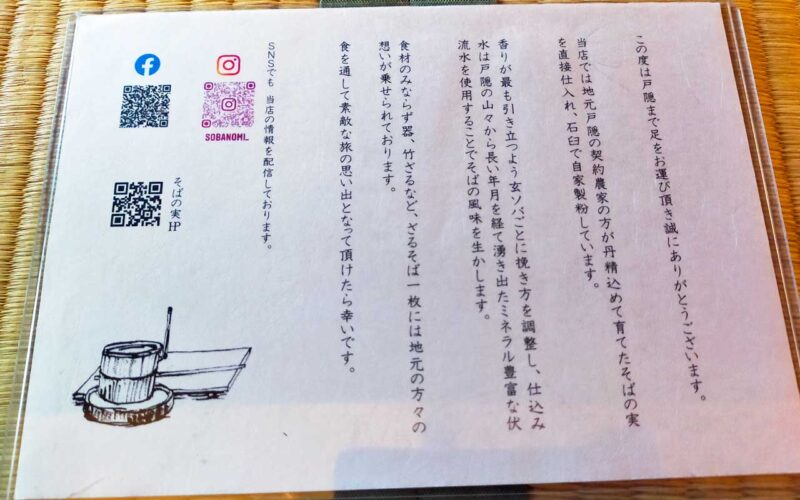 この度は戸隠まで足をお運び頂き誠にありがとうございます。
当店では地元戸隠の契約農家の方が丹精込めて育てたそばの実
を直接仕入れ、石臼で自家製粉しています。
香りが最も引き立つよう玄ソバごとに挽き方を調整し、仕込み
水は戸隠の山々から長い年月を経て湧き出たミネラル豊富な伏
流水を使用することでそばの風味を生かします。
食材のみならず器、竹ざるなど、ざるそば一枚には地元の方々の
想いが乗せられております。
食を通して素敵な旅の思い出となって頂けたら幸いです。
SNSでも 当店の情報を配信しております。
SOBANOMI_
そばの実HP